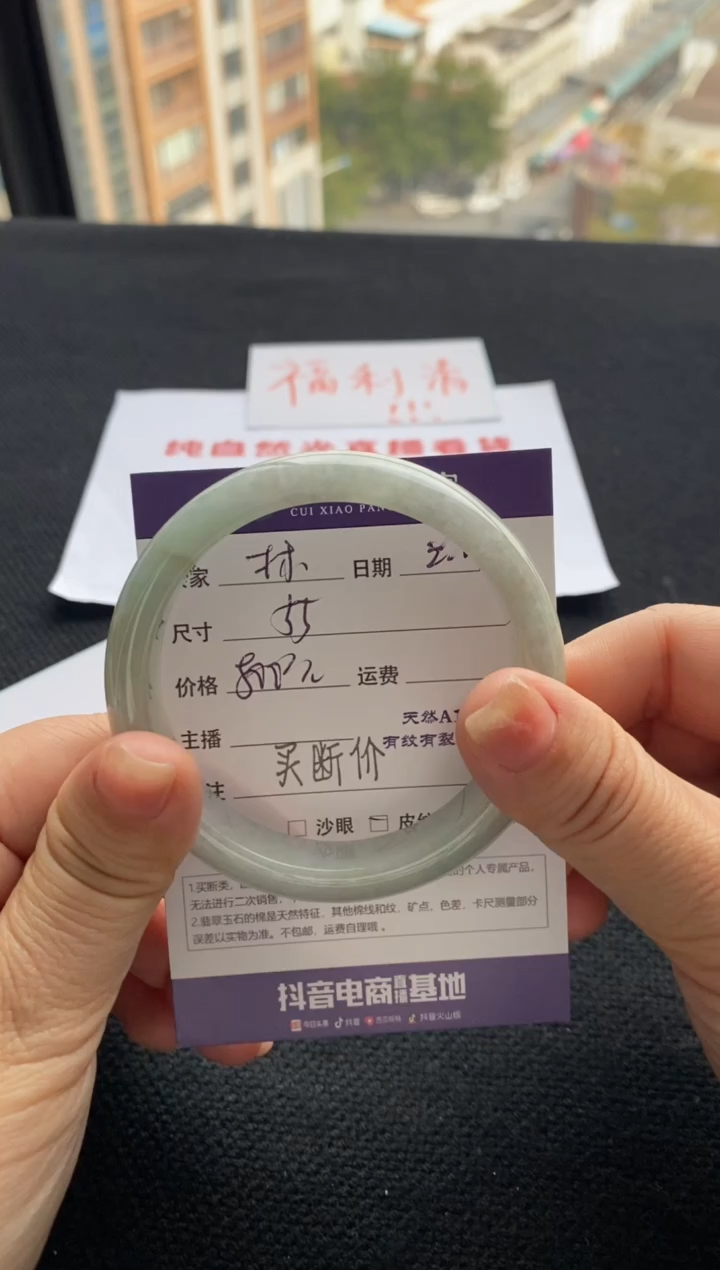 福利清
!!!
纯自然光直播看货
CUI XIAO PAN
家 林 日期
尺寸 55
价格 运费
天然A
主播 有纹有裂
买断价
注
沙眼 皮纹
1.买断类, 的个人专属产品,
无法进行二次销售,
2.翡翠玉石的棉是天然特征, 其他棉线和纹, 矿点, 色差, 卡尺测量部分
误差以实物为准。不包邮, 运费自理哦。
抖音电商直播基地
今日头条 抖音 西瓜视频 抖音火山版